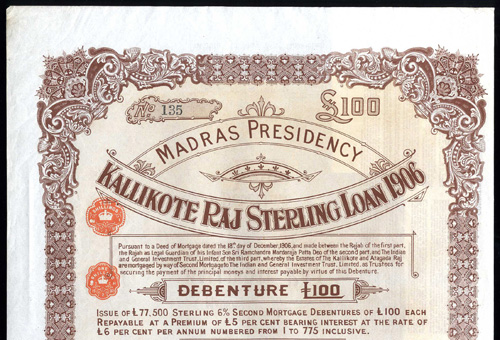 No 135
£100
MADRAS PRESIDENCY
KALLIKOTE RAJ STERLING LOAN 1906
Pursuant to a Deed of Mortgage dated the 18th day of December, 1906, and made between the Rajah of the first part,
the Rajah as Legal Guardian of his Infant Son Sri Ramchandra Mardaraja Patta Deo of the second part, and The Indian
and General Investment Trust, Limited, of the third part, whereby the Estates of The Kallikote and Atagada Raj
are mortgaged by way of Second Mortgage to The Indian and General Investment Trust, Limited, as Trustees for
securing the payment of the principal moneys and interest payable by virtue of this Debenture.
DEBENTURE £100
ISSUE OF £77,500 STERLING 6% SECOND MORTGAGE DEBENTURES OF £100 EACH
REPAYABLE AT A PREMIUM OF £5 PER CENT BEARING INTEREST AT THE RATE OF
£6 PER CENT PER ANNUM NUMBERED FROM 1 TO 775 INCLUSIVE.